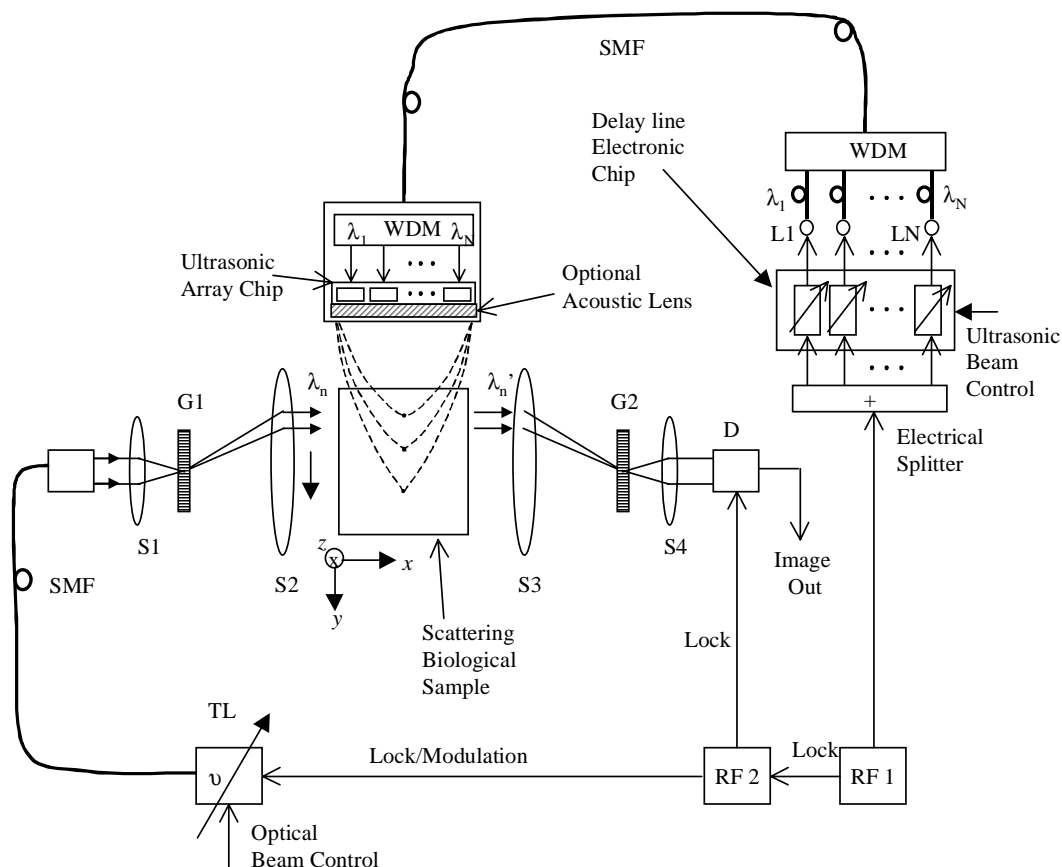 SMF
Delay line
Electronic
Chip
WDM
λ1
• • •
λN
L1
• • •
LN
WDM
λ1
λN
• • •
Ultrasonic
Array Chip
• • •
Optional
Acoustic Lens
• • •
Ultrasonic
Beam
Control
• • •
+
Electrical
Splitter
λn
λn’
G1
G2
D
S1
S2
S3
S4
z
x
x
y
Image
Out
SMF
Scattering
Biological
Sample
Lock
TL
υ
Lock/Modulation
RF 2
Lock
RF 1
Optical
Beam Control